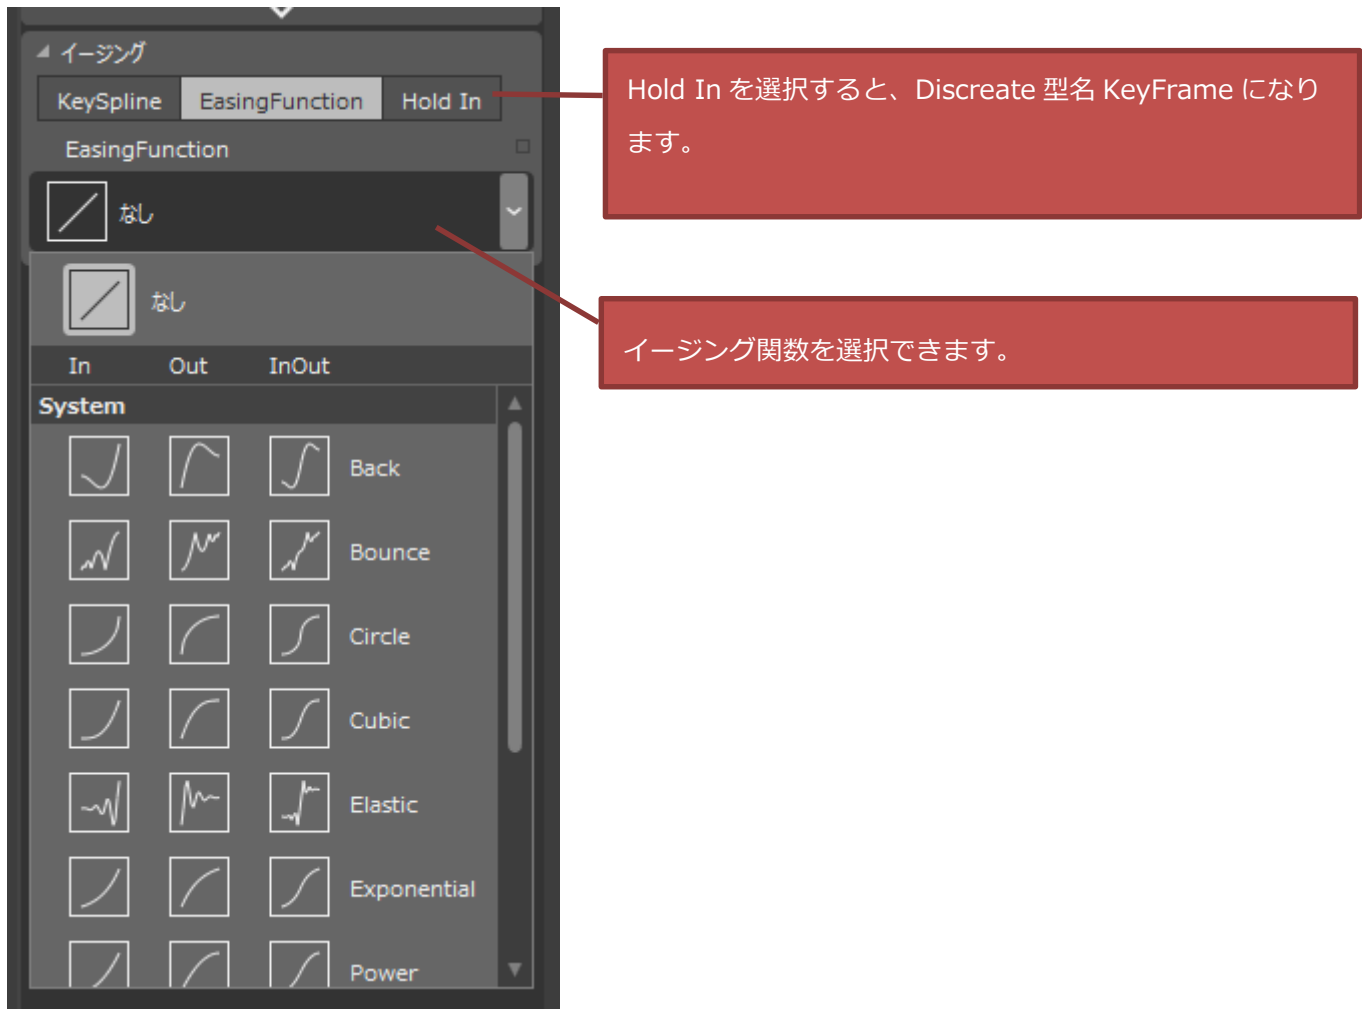 イージング
KeySpline EasingFunction Hold In
EasingFunction
なし
なし
In Out InOut
System
Back
Bounce
Circle
Cubic
Elastic
Exponential
Power
Hold In を選択すると、Discreate 型名 KeyFrame になり
ます。
イージング関数を選択できます。